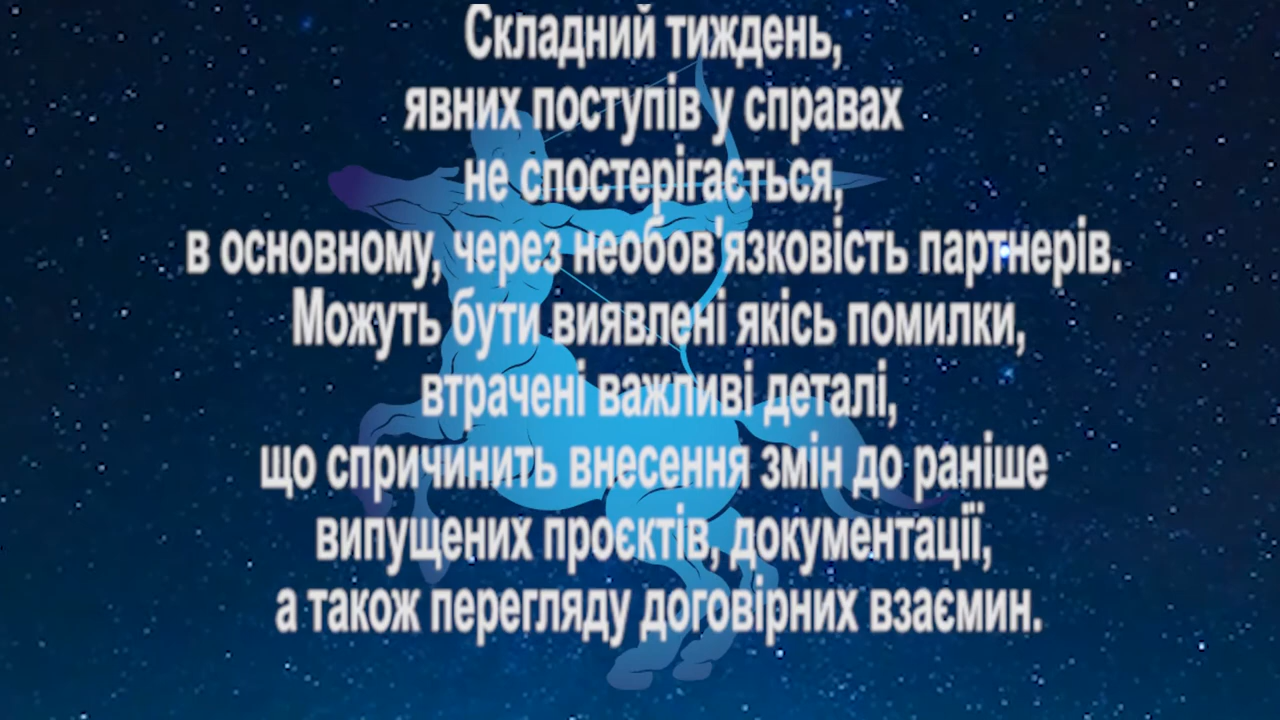 Складний тиждень,
явних поступів у справах
не спостерігається,
в основному, через необов'язковість партнерів.
Можуть бути виявлені якісь помилки,
втрачені важливі деталі,
що спричинить внесення змін до раніше
випущених проєктів, документації,
а також перегляду договірних взаємин.